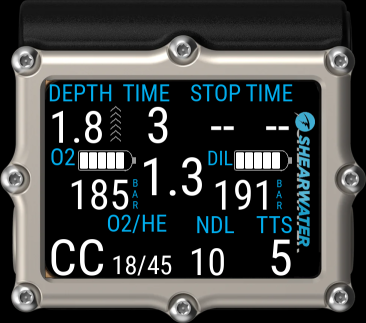 DEPTH TIME STOP TIME
1.8 3 -- --
O2 1.3 DIL
185 BAR 191 BAR
O2/HE NDL TTS
CC 18/45 10 5
SHEARWATER